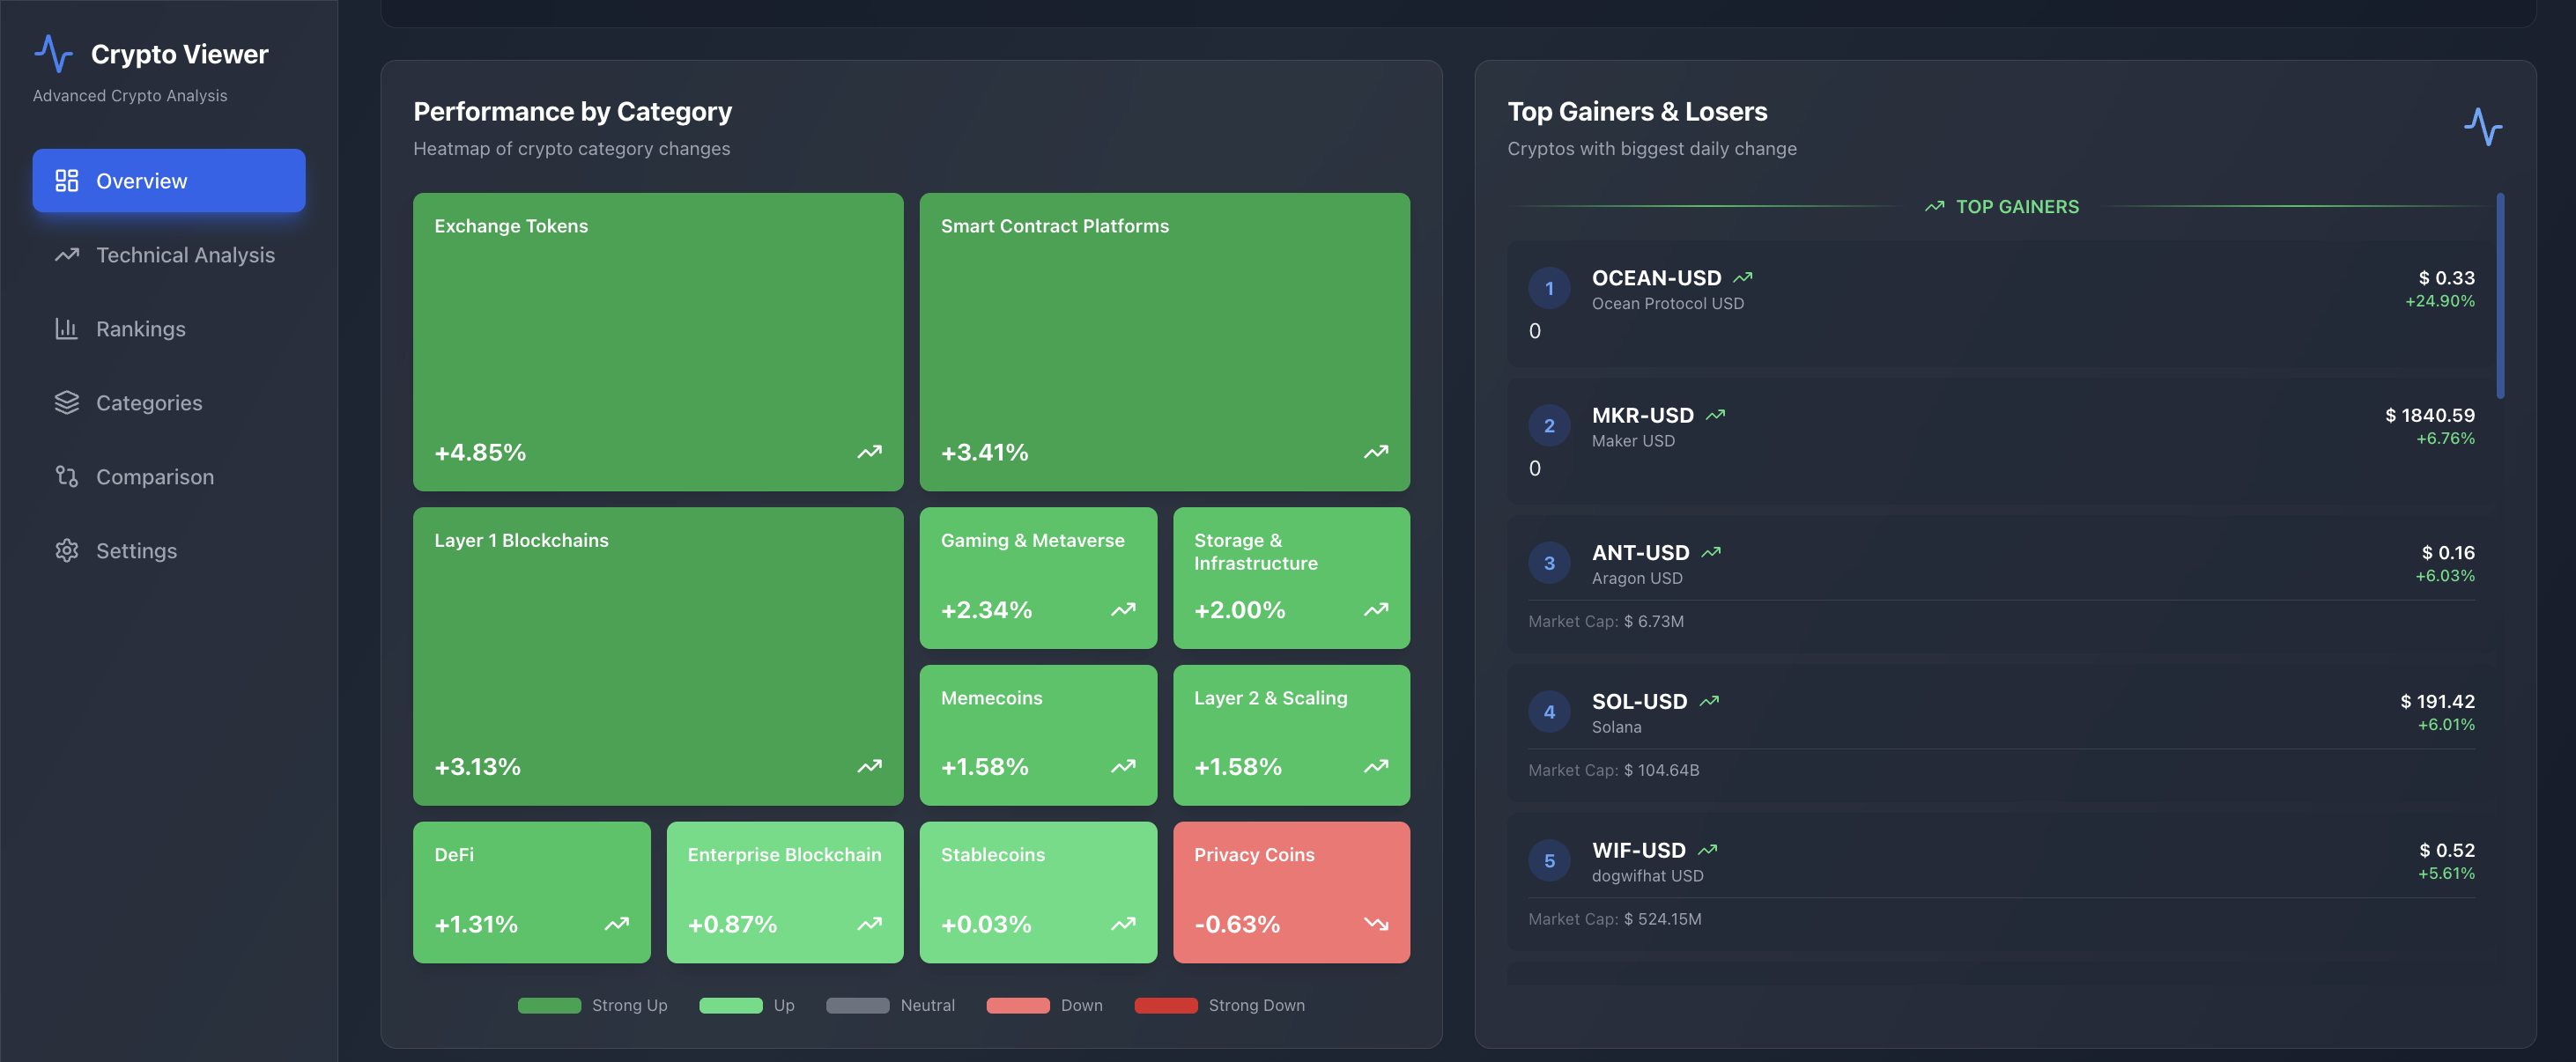 Crypto Viewer
Advanced Crypto Analysis
Overview
Technical Analysis
Rankings
Categories
Comparison
Settings
Performance by Category
Heatmap of crypto category changes
Exchange Tokens
+4.85%
Smart Contract Platforms
+3.41%
Layer 1 Blockchains
+3.13%
Gaming & Metaverse
+2.34%
Storage &
Infrastructure
+2.00%
Memecoins
+1.58%
Layer 2 & Scaling
+1.58%
DeFi
+1.31%
Enterprise Blockchain
+0.87%
Stablecoins
+0.03%
Privacy Coins
-0.63%
Strong Up
Up
Neutral
Down
Strong Down
Top Gainers & Losers
Cryptos with biggest daily change
TOP GAINERS
1
OCEAN-USD
Ocean Protocol USD
$ 0.33
+24.90%
0
2
MKR-USD
Maker USD
$ 1840.59
+6.76%
0
3
ANT-USD
Aragon USD
$ 0.16
+6.03%
Market Cap: $ 6.73M
4
SOL-USD
Solana
$ 191.42
+6.01%
Market Cap: $ 104.64B
5
WIF-USD
dogwifhat USD
$ 0.52
+5.61%
Market Cap: $ 524.15M